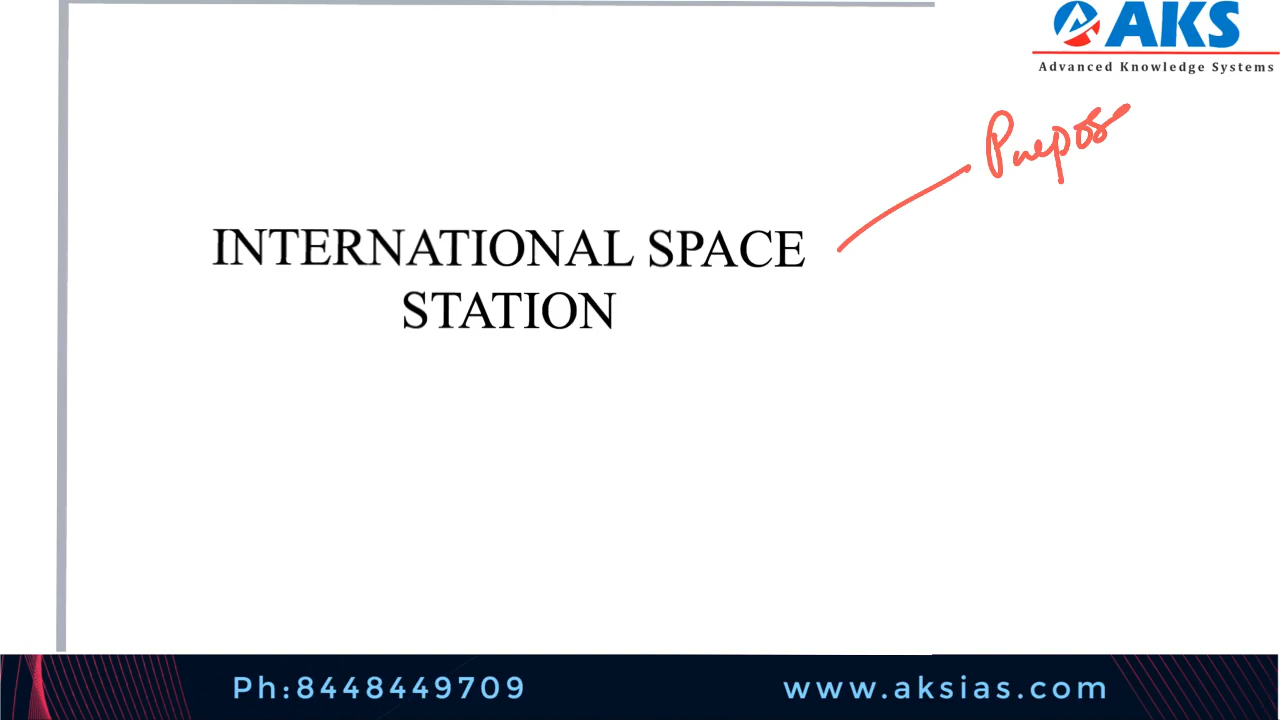 AKS
Advanced Knowledge Systems
Purpose
INTERNATIONAL SPACE
STATION
Ph:8448449709
www.aksias.com